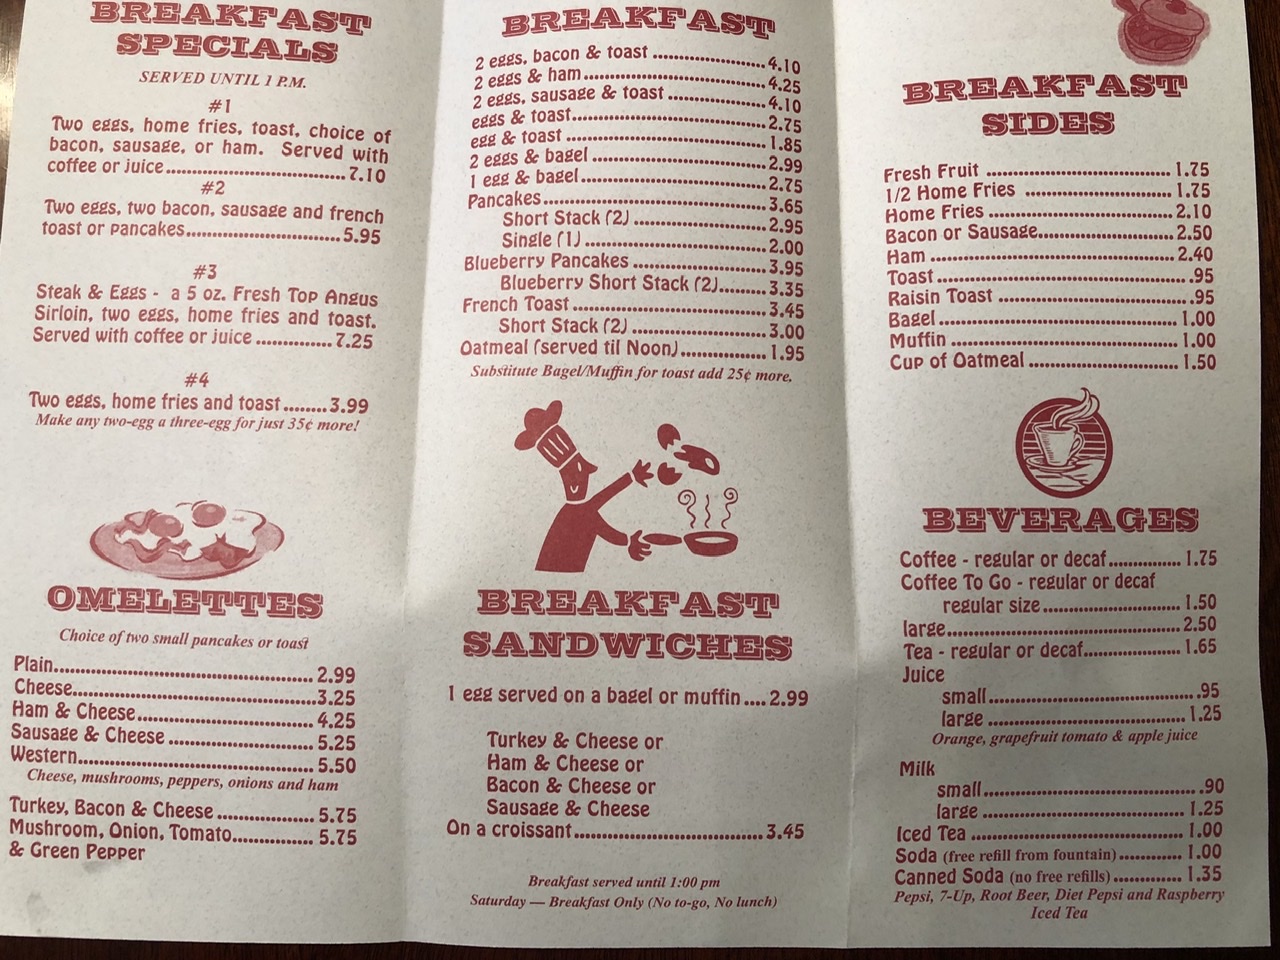 BREAKFAST
SPECIALS
SERVED UNTIL 1 P.M.
#1
Two eggs, home fries, toast, choice of
bacon, sausage, or ham. Served with
coffee or juice 7.10
#2
Two eggs, two bacon, sausage and french
toast or pancakes 5.95
#3
Steak & Eggs - a 5 oz. Fresh Top Angus
Sirloin, two eggs, home fries and toast.
Served with coffee or juice 7.25
#4
Two eggs, home fries and toast 3.99
Make any two-egg a three-egg for just 35¢ more!
OMELETTES
Choice of two small pancakes or toast
Plain 2.99
Cheese 3.25
Ham & Cheese 4.25
Sausage & Cheese 5.25
Western 5.50
Cheese, mushrooms, peppers, onions and ham
Turkey, Bacon & Cheese 5.75
Mushroom, Onion, Tomato 5.75
& Green Pepper
BREAKFAST
2 eggs, bacon & toast 4.10
2 eggs & ham 4.25
2 eggs, sausage & toast 4.10
eggs & toast 2.75
egg & toast 1.85
2 eggs & bagel 2.99
1 egg & bagel 2.75
Pancakes 3.65
Short Stack (2) 2.95
Single (1) 2.00
Blueberry Pancakes 3.95
Blueberry Short Stack (2) 3.35
French Toast 3.45
Short Stack (2) 3.00
Oatmeal (served til Noon) 1.95
Substitute Bagel/Muffin for toast add 25¢ more.
BREAKFAST
SANDWICHES
1 egg served on a bagel or muffin 2.99
Turkey & Cheese or
Ham & Cheese or
Bacon & Cheese or
Sausage & Cheese
On a croissant 3.45
Breakfast served until 1:00 pm
Saturday — Breakfast Only (No to-go, No lunch)
BREAKFAST
SIDES
Fresh Fruit 1.75
1/2 Home Fries 1.75
Home Fries 2.10
Bacon or Sausage 2.50
Ham 2.40
Toast .95
Raisin Toast .95
Bagel 1.00
Muffin 1.00
Cup of Oatmeal 1.50
BEVERAGES
Coffee - regular or decaf 1.75
Coffee To Go - regular or decaf
regular size 1.50
large 2.50
Tea - regular or decaf 1.65
Juice
small .95
large 1.25
Orange, grapefruit tomato & apple juice
Milk
small .90
large 1.25
Iced Tea 1.00
Soda (free refill from fountain) 1.00
Canned Soda (no free refills) 1.35
Pepsi, 7-Up, Root Beer, Diet Pepsi and Raspberry
Iced Tea